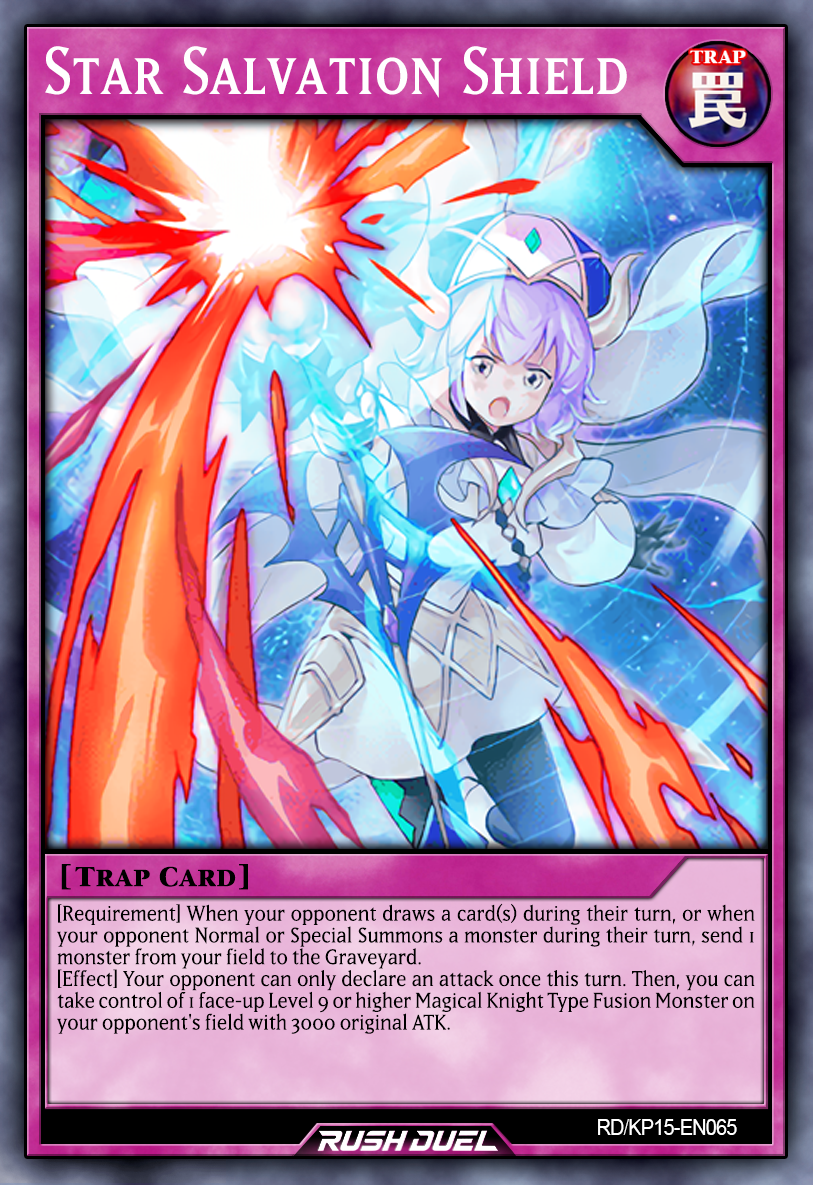 Star Salvation Shield
TRAP
罠
[Trap Card]
[Requirement] When your opponent draws a card(s) during their turn, or when
your opponent Normal or Special Summons a monster during their turn, send 1
monster from your field to the Graveyard.
[Effect] Your opponent can only declare an attack once this turn. Then, you can
take control of 1 face-up Level 9 or higher Magical Knight Type Fusion Monster on
your opponent's field with 3000 original ATK.
RD/KP15-EN065
RUSH DUEL